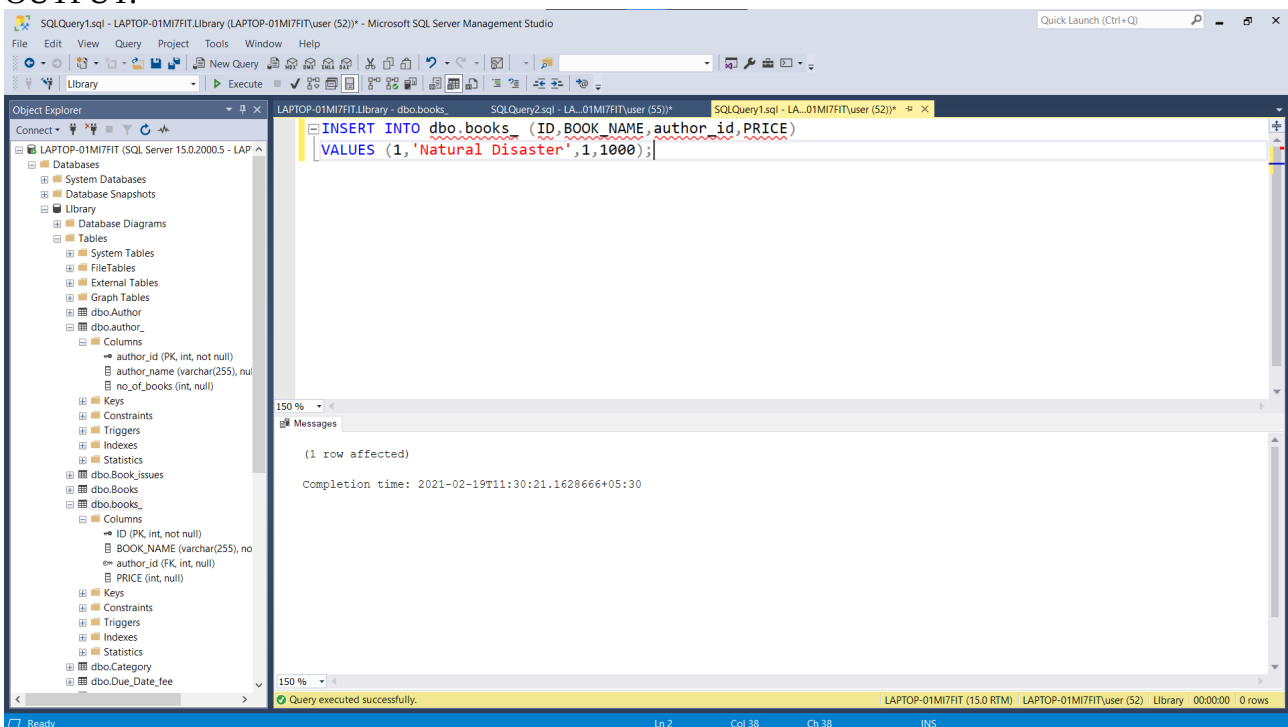 OUTPUT:
SQLQuery1.sql - LAPTOP-01MI7FIT.LIbrary (LAPTOP-01MI7FIT\user (52))* - Microsoft SQL Server Management Studio
Quick Launch (Ctrl+Q)
File Edit View Query Project Tools Window Help
New Query MDX DMX XMLA DAX
LIbrary Execute
Object Explorer
LAPTOP-01MI7FIT.LIbrary - dbo.books_ SQLQuery2.sql - LA...01MI7FIT\user (55))* SQLQuery1.sql - LA...01MI7FIT\user (52))*
Connect
LAPTOP-01MI7FIT (SQL Server 15.0.2000.5 - LAP
Databases
System Databases
Database Snapshots
LIbrary
Database Diagrams
Tables
System Tables
FileTables
External Tables
Graph Tables
dbo.Author
dbo.author_
Columns
author_id (PK, int, not null)
author_name (varchar(255), nul
no_of_books (int, null)
Keys
Constraints
Triggers
Indexes
Statistics
dbo.Book_issues
dbo.Books
dbo.books_
Columns
ID (PK, int, not null)
BOOK_NAME (varchar(255), no
author_id (FK, int, null)
PRICE (int, null)
Keys
Constraints
Triggers
Indexes
Statistics
dbo.Category
dbo.Due_Date_fee
INSERT INTO dbo.books_ (ID,BOOK_NAME,author_id,PRICE)
VALUES (1,'Natural Disaster',1,1000);
150 %
Messages
(1 row affected)
Completion time: 2021-02-19T11:30:21.1628666+05:30
150 %
Query executed successfully. LAPTOP-01MI7FIT (15.0 RTM) LAPTOP-01MI7FIT\user (52) LIbrary 00:00:00 0 rows
Ready Ln 2 Col 38 Ch 38 INS